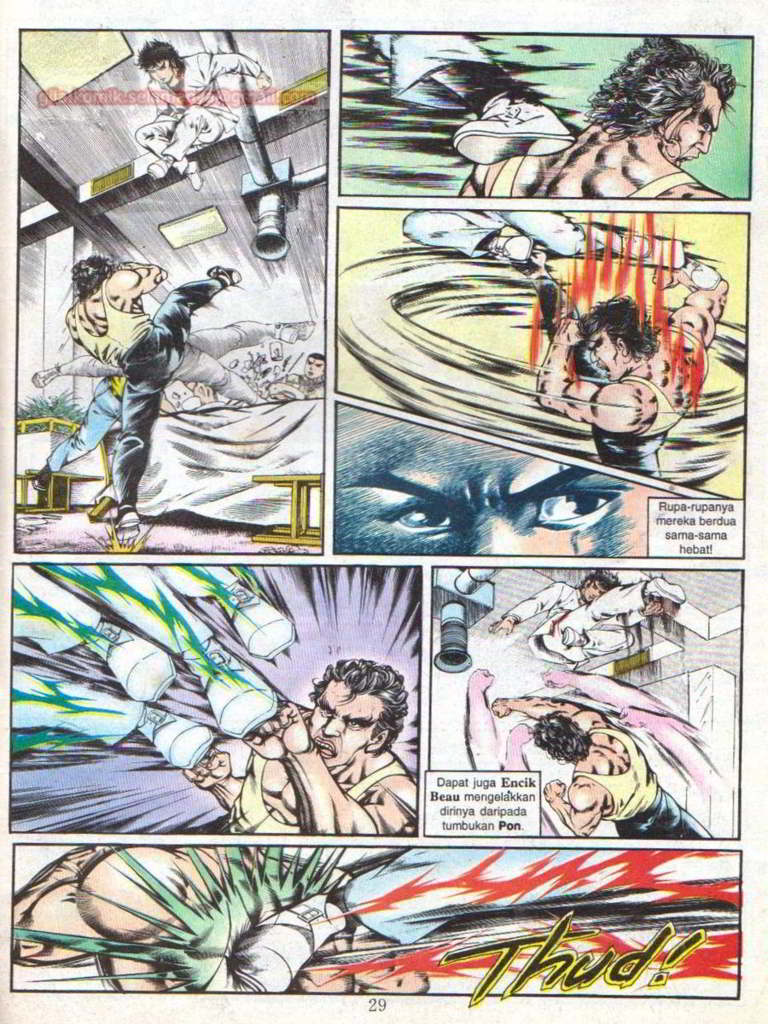 Rupa-rupanya
mereka berdua
sama-sama
hebat!
Dapat juga Encik
Beau mengelakkan
dirinya daripada
tumbukan Pon.
Thud!
29